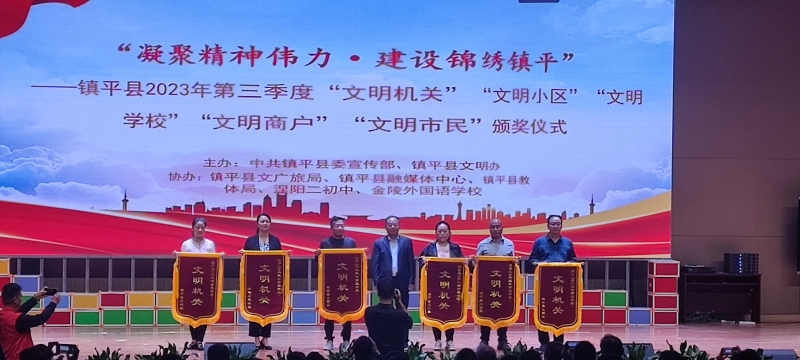 “凝聚精神伟力·建设锦绣镇平”
——镇平县2023年第三季度“文明机关” “文明小区” “文明
学校” “文明商户” “文明市民”颁奖仪式
主办：中共镇平县委宣传部、镇平县文明办
协办：镇平县文广旅局、镇平县融媒体中心、镇平县教
体局、涅阳二初中、金陵外国语学校
文明机关
文明机关
文明机关
文明机关
文明机关
文明机关